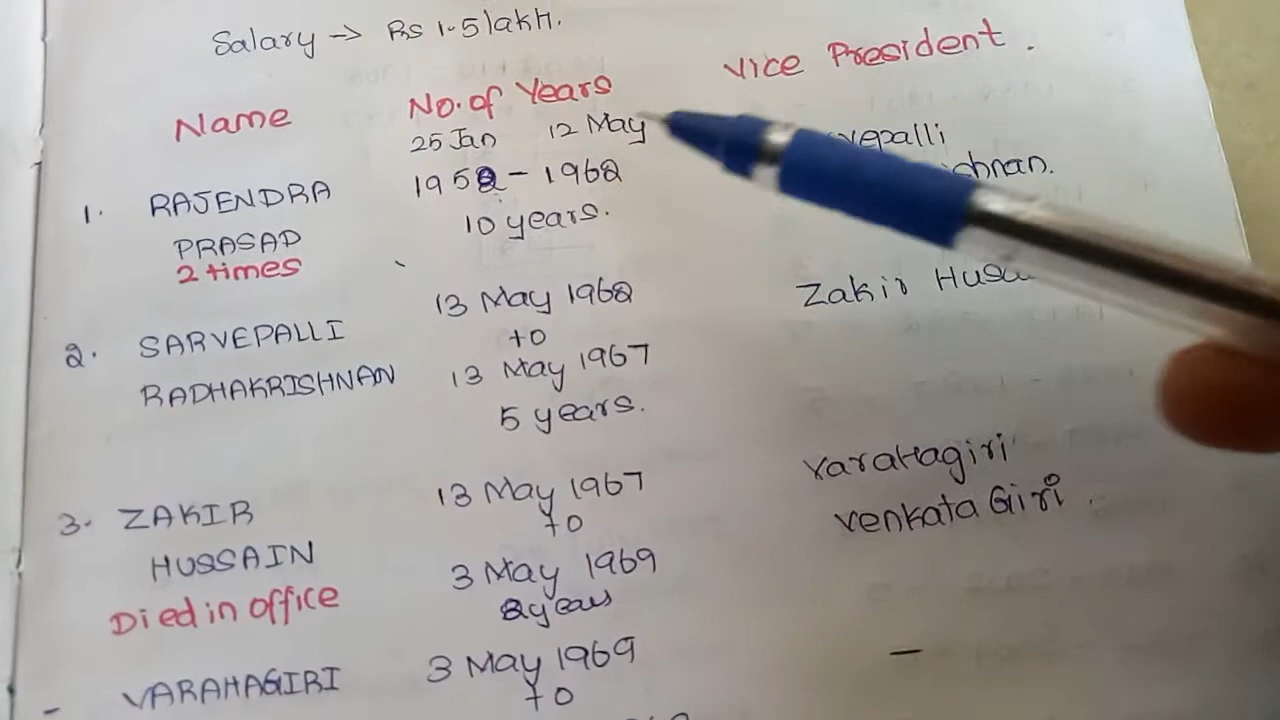 Salary → Rs 1.5 lakh.
Name No. of Years Vice President.
25 Jan 12 May
1. RAJENDRA 1952 - 1962
PRASAD 10 years.
2 times
2. SARVEPALLI 13 May 1962 Zakir
to
RADHAKRISHNAN 13 May 1967
5 years.
3. ZAKIR 13 May 1967 Varahagiri
to Venkata Giri.
HUSSAIN 3 May 1969
Died in office 2 years
- VARAHAGIRI 3 May 1969 -
to